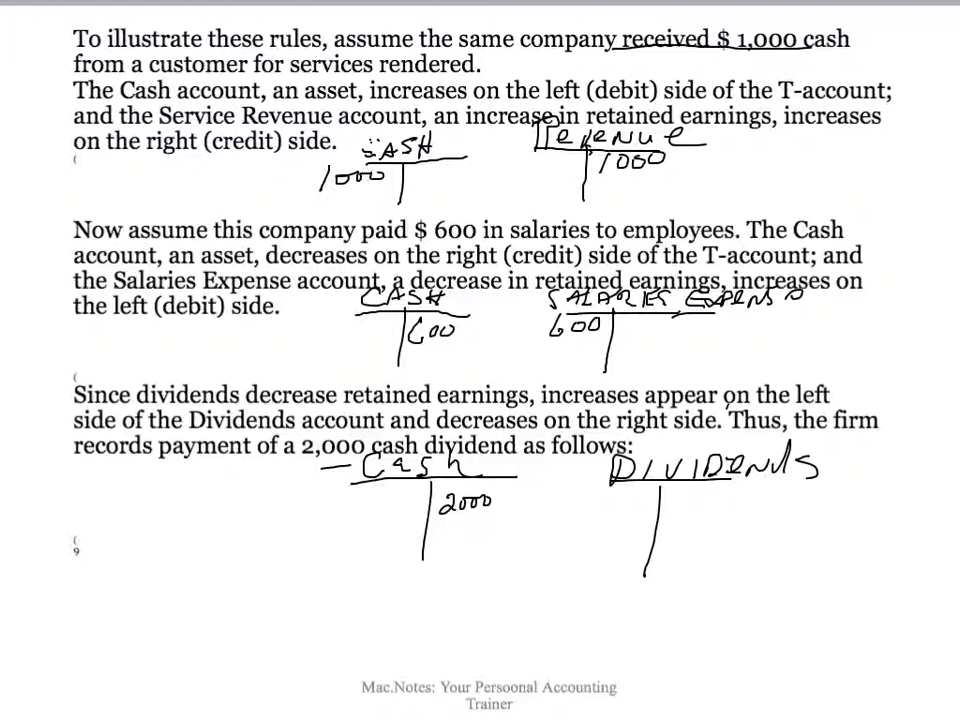 To illustrate these rules, assume the same company received $ 1,000 cash
from a customer for services rendered.
The Cash account, an asset, increases on the left (debit) side of the T-account;
and the Service Revenue account, an increase in retained earnings, increases
on the right (credit) side.
CASH Revenue
1000 1000
Now assume this company paid $ 600 in salaries to employees. The Cash
account, an asset, decreases on the right (credit) side of the T-account; and
the Salaries Expense account, a decrease in retained earnings, increases on
the left (debit) side.
CASH SALARIES EXPENSE
600 600
Since dividends decrease retained earnings, increases appear on the left
side of the Dividends account and decreases on the right side. Thus, the firm
records payment of a 2,000 cash dividend as follows:
- Cash DIVIDENDS
2000
9
Mac.Notes: Your Persoonal Accounting
Trainer